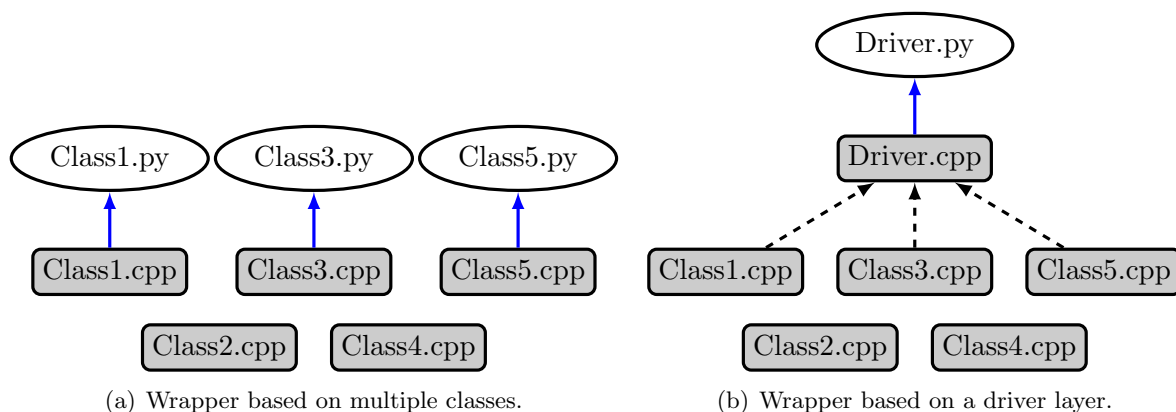 Class1.py
Class3.py
Class5.py
Class1.cpp
Class3.cpp
Class5.cpp
Class2.cpp
Class4.cpp
(a) Wrapper based on multiple classes.
Driver.py
Driver.cpp
Class1.cpp
Class3.cpp
Class5.cpp
Class2.cpp
Class4.cpp
(b) Wrapper based on a driver layer.